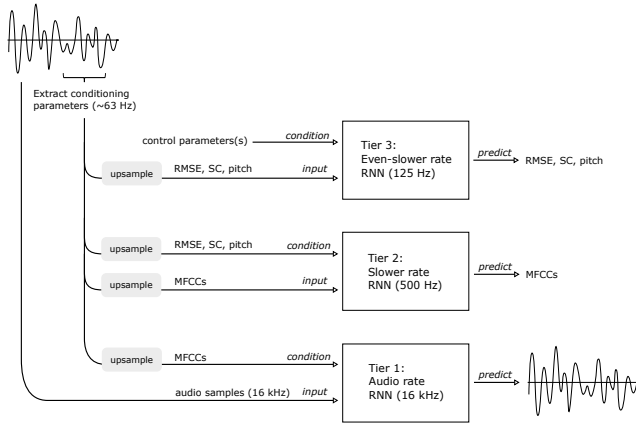 Extract conditioning
parameters (~63 Hz)
control parameters(s) condition
upsample RMSE, SC, pitch input
Tier 3:
Even-slower rate
RNN (125 Hz)
predict RMSE, SC, pitch
upsample RMSE, SC, pitch condition
upsample MFCCs input
Tier 2:
Slower rate
RNN (500 Hz)
predict MFCCs
upsample MFCCs condition
audio samples (16 kHz) input
Tier 1:
Audio rate
RNN (16 kHz)
predict